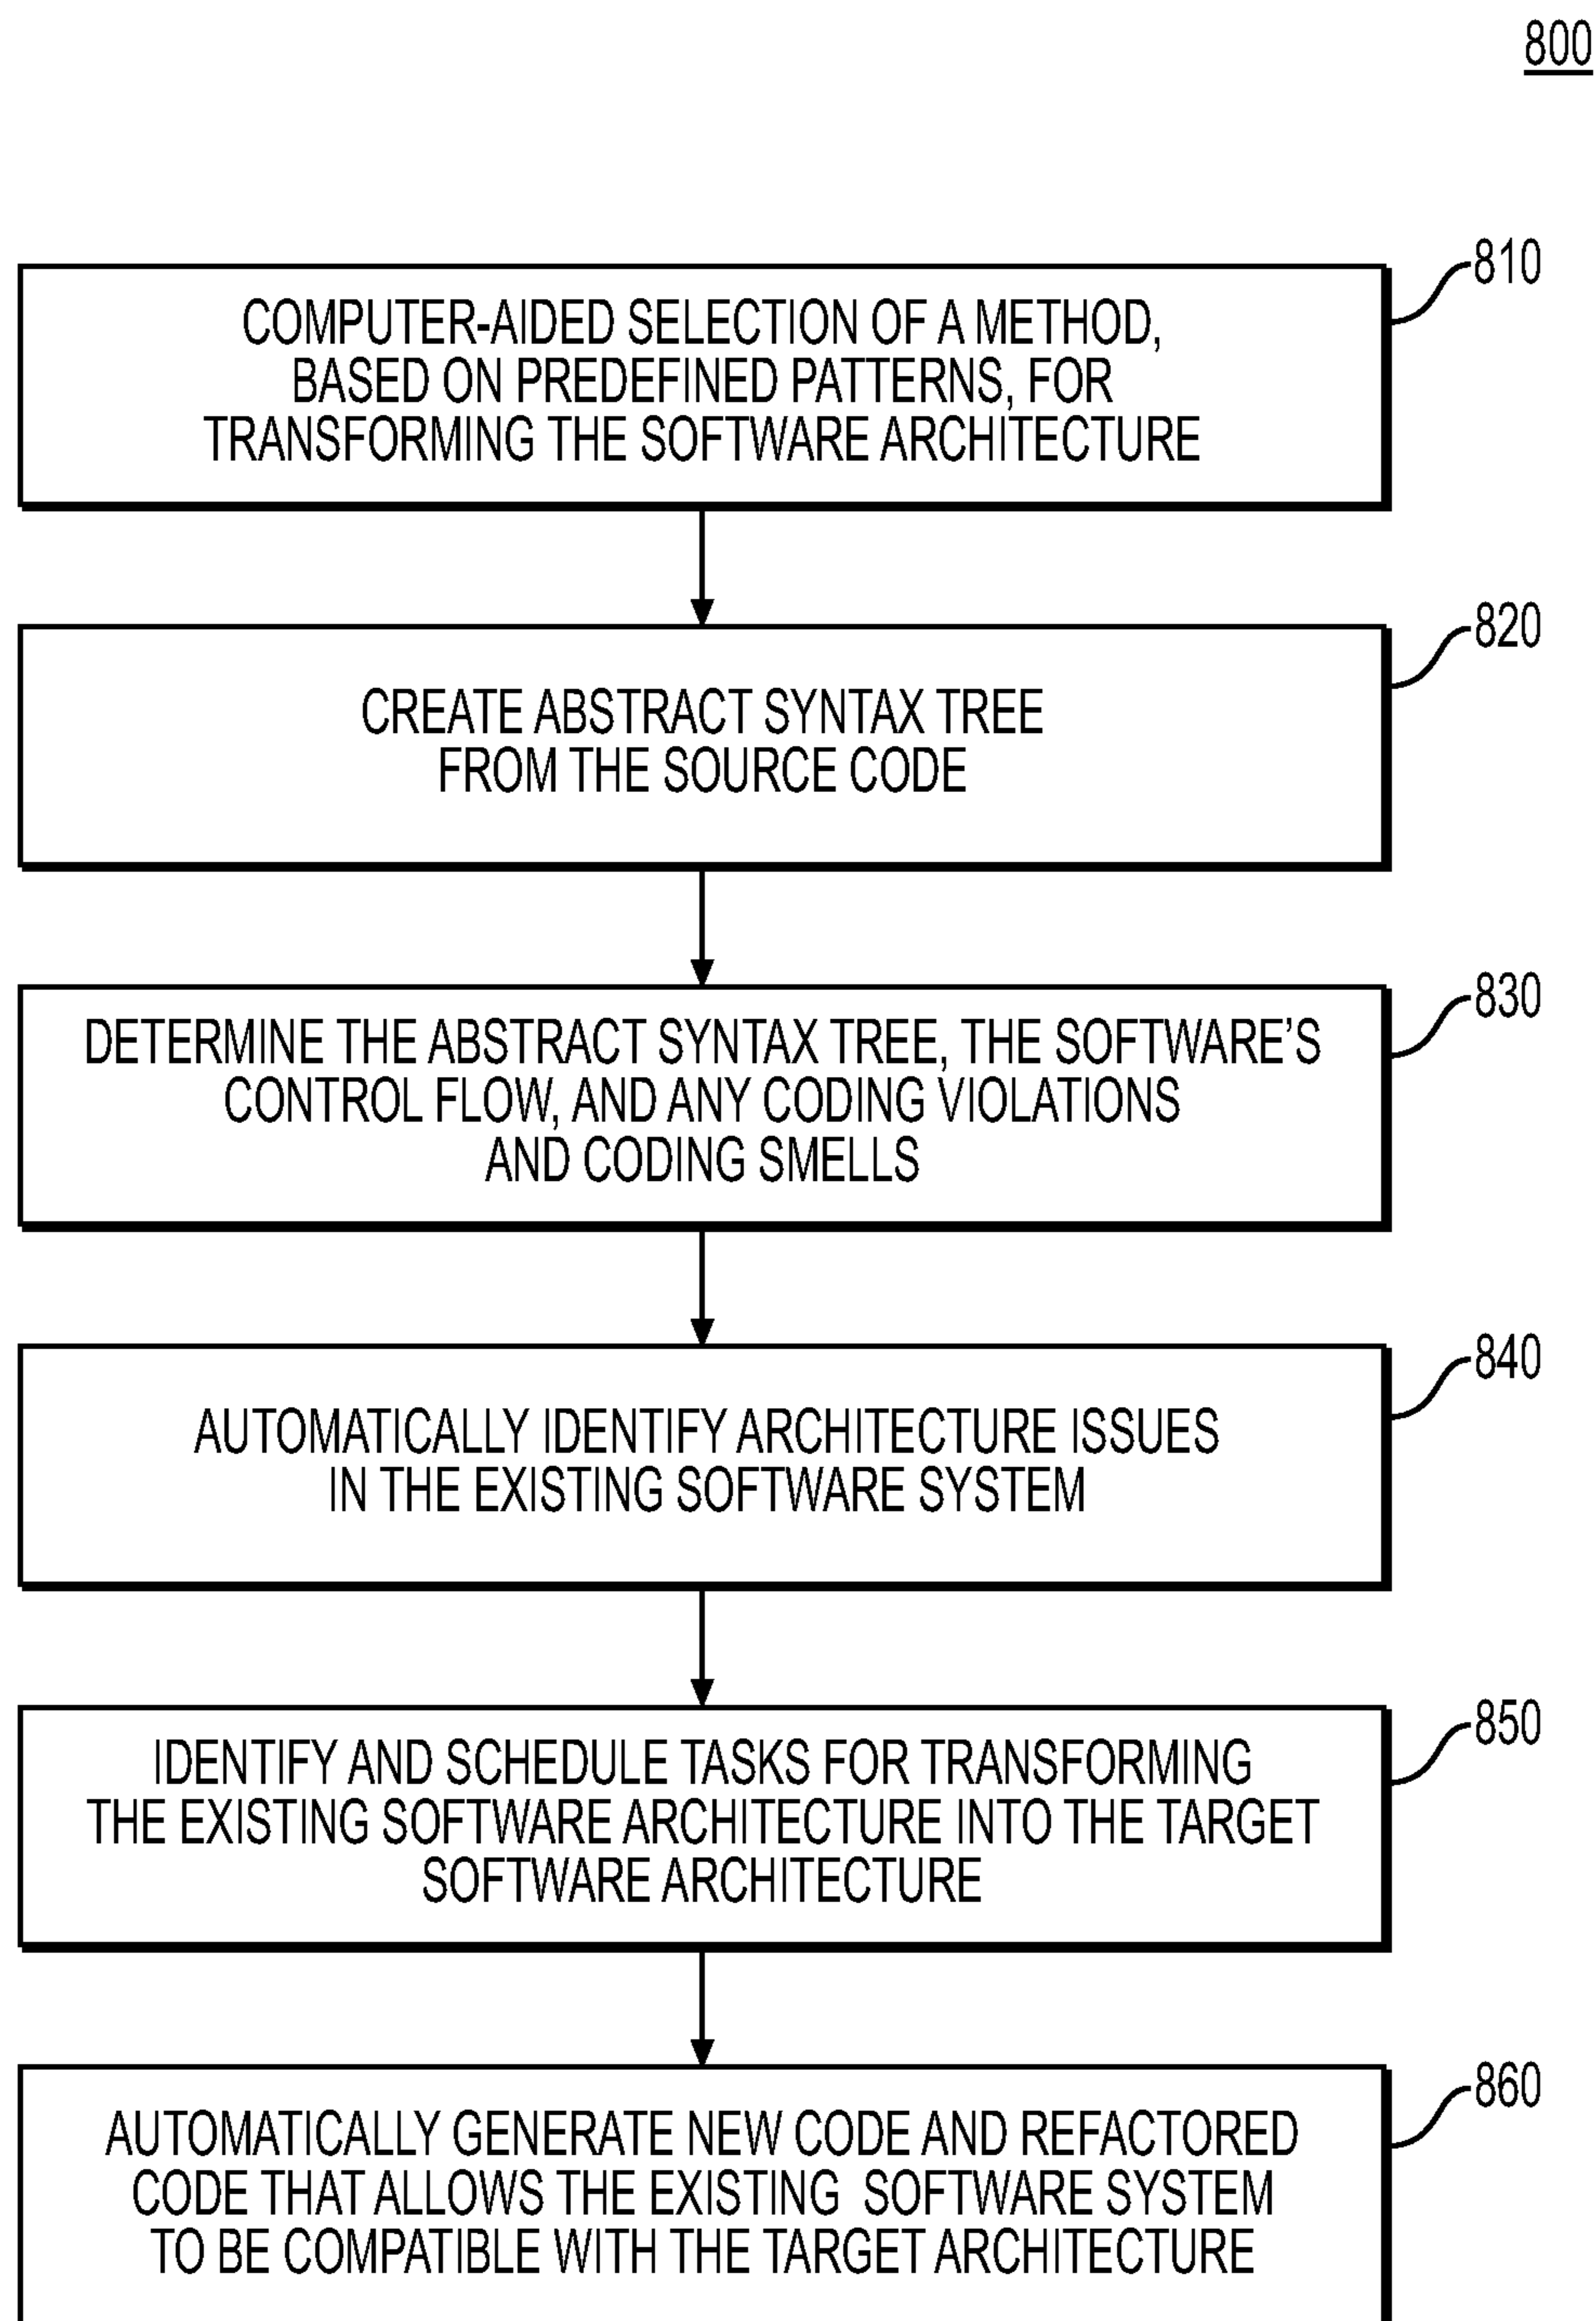 800
810
COMPUTER-AIDED SELECTION OF A METHOD,
BASED ON PREDEFINED PATTERNS, FOR
TRANSFORMING THE SOFTWARE ARCHITECTURE
820
CREATE ABSTRACT SYNTAX TREE
FROM THE SOURCE CODE
830
DETERMINE THE ABSTRACT SYNTAX TREE, THE SOFTWARE'S
CONTROL FLOW, AND ANY CODING VIOLATIONS
AND CODING SMELLS
840
AUTOMATICALLY IDENTIFY ARCHITECTURE ISSUES
IN THE EXISTING SOFTWARE SYSTEM
850
IDENTIFY AND SCHEDULE TASKS FOR TRANSFORMING
THE EXISTING SOFTWARE ARCHITECTURE INTO THE TARGET
SOFTWARE ARCHITECTURE
860
AUTOMATICALLY GENERATE NEW CODE AND REFACTORED
CODE THAT ALLOWS THE EXISTING SOFTWARE SYSTEM
TO BE COMPATIBLE WITH THE TARGET ARCHITECTURE